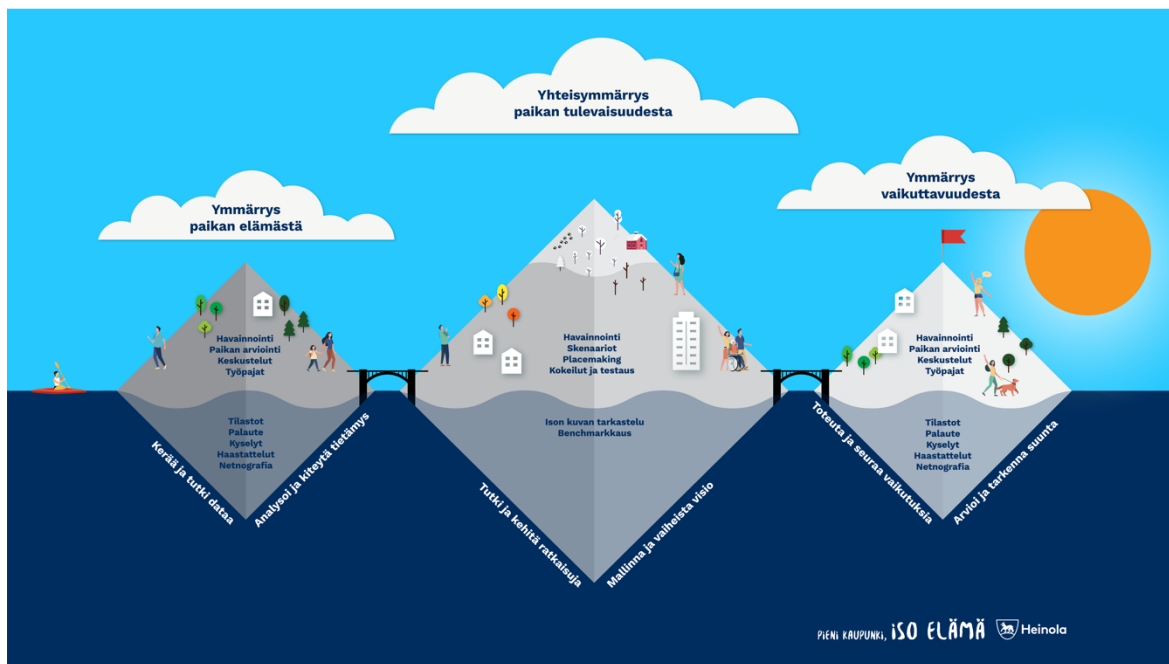 Yhteisymmärrys
paikan tulevaisuudesta
Ymmärrys
paikan elämästä
Ymmärrys
vaikuttavuudesta
Havainnointi
Paikan arviointi
Keskustelut
Työpajat
Tilastot
Palaute
Kyselyt
Haastattelut
Netnografia
Kerää ja tutki dataa
Analysoi ja kiteytä tietämys
Havainnointi
Skenaariot
Placemaking
Kokeilut ja testaus
Ison kuvan tarkastelu
Benchmarkkaus
Tutki ja kehitä ratkaisuja
Mallinna ja vaiheista visio
Havainnointi
Paikan arviointi
Keskustelut
Työpajat
Tilastot
Palaute
Kyselyt
Haastattelut
Netnografia
Toteuta ja seuraa vaikutuksia
Arvioi ja tarkenna suunta
PIENI KAUPUNKI, ISO ELÄMÄ Heinola